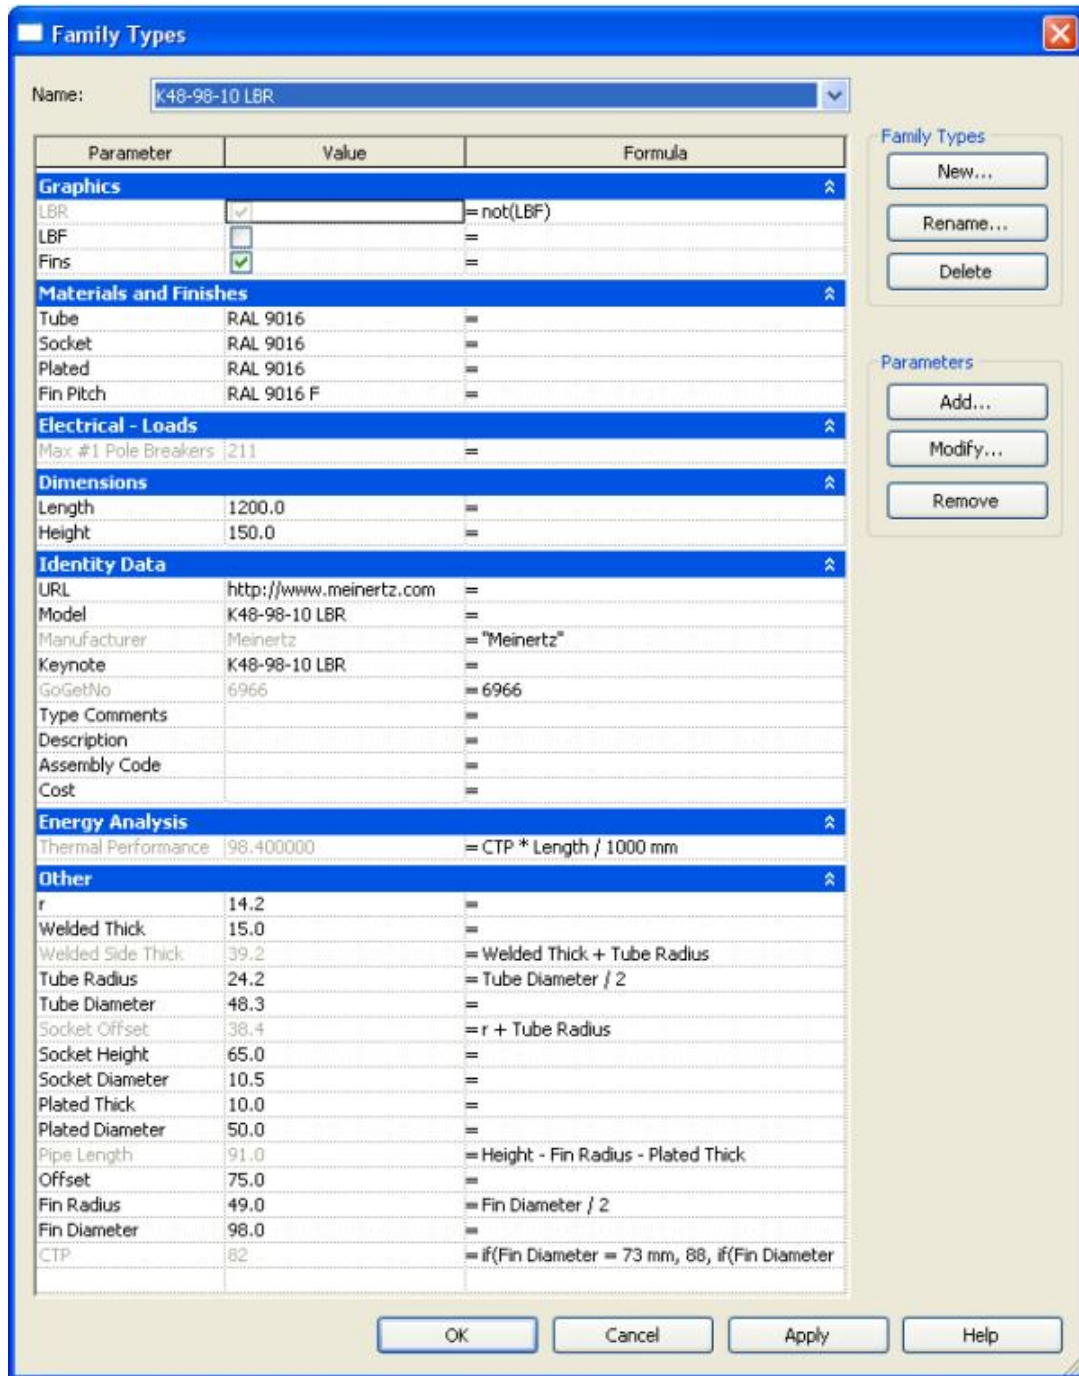 Family Types
Name: K48-98-10 LBR
Parameter Value Formula
Graphics
LBR = not(LBF)
LBF =
Fins =
Materials and Finishes
Tube RAL 9016 =
Socket RAL 9016 =
Plated RAL 9016 =
Fin Pitch RAL 9016 F =
Electrical - Loads
Max #1 Pole Breakers 211 =
Dimensions
Length 1200.0 =
Height 150.0 =
Identity Data
URL http://www.meinertz.com =
Model K48-98-10 LBR =
Manufacturer Meinertz = "Meinertz"
Keynote K48-98-10 LBR =
GoGetNo 6966 = 6966
Type Comments =
Description =
Assembly Code =
Cost =
Energy Analysis
Thermal Performance 98.400000 = CTP * Length / 1000 mm
Other
r 14.2 =
Welded Thick 15.0 =
Welded Side Thick 39.2 = Welded Thick + Tube Radius
Tube Radius 24.2 = Tube Diameter / 2
Tube Diameter 48.3 =
Socket Offset 38.4 = r + Tube Radius
Socket Height 65.0 =
Socket Diameter 10.5 =
Plated Thick 10.0 =
Plated Diameter 50.0 =
Pipe Length 91.0 = Height - Fin Radius - Plated Thick
Offset 75.0 =
Fin Radius 49.0 = Fin Diameter / 2
Fin Diameter 98.0 =
CTP 82 = if(Fin Diameter = 73 mm, 88, if(Fin Diameter
Family Types
New...
Rename...
Delete
Parameters
Add...
Modify...
Remove
OK Cancel Apply Help